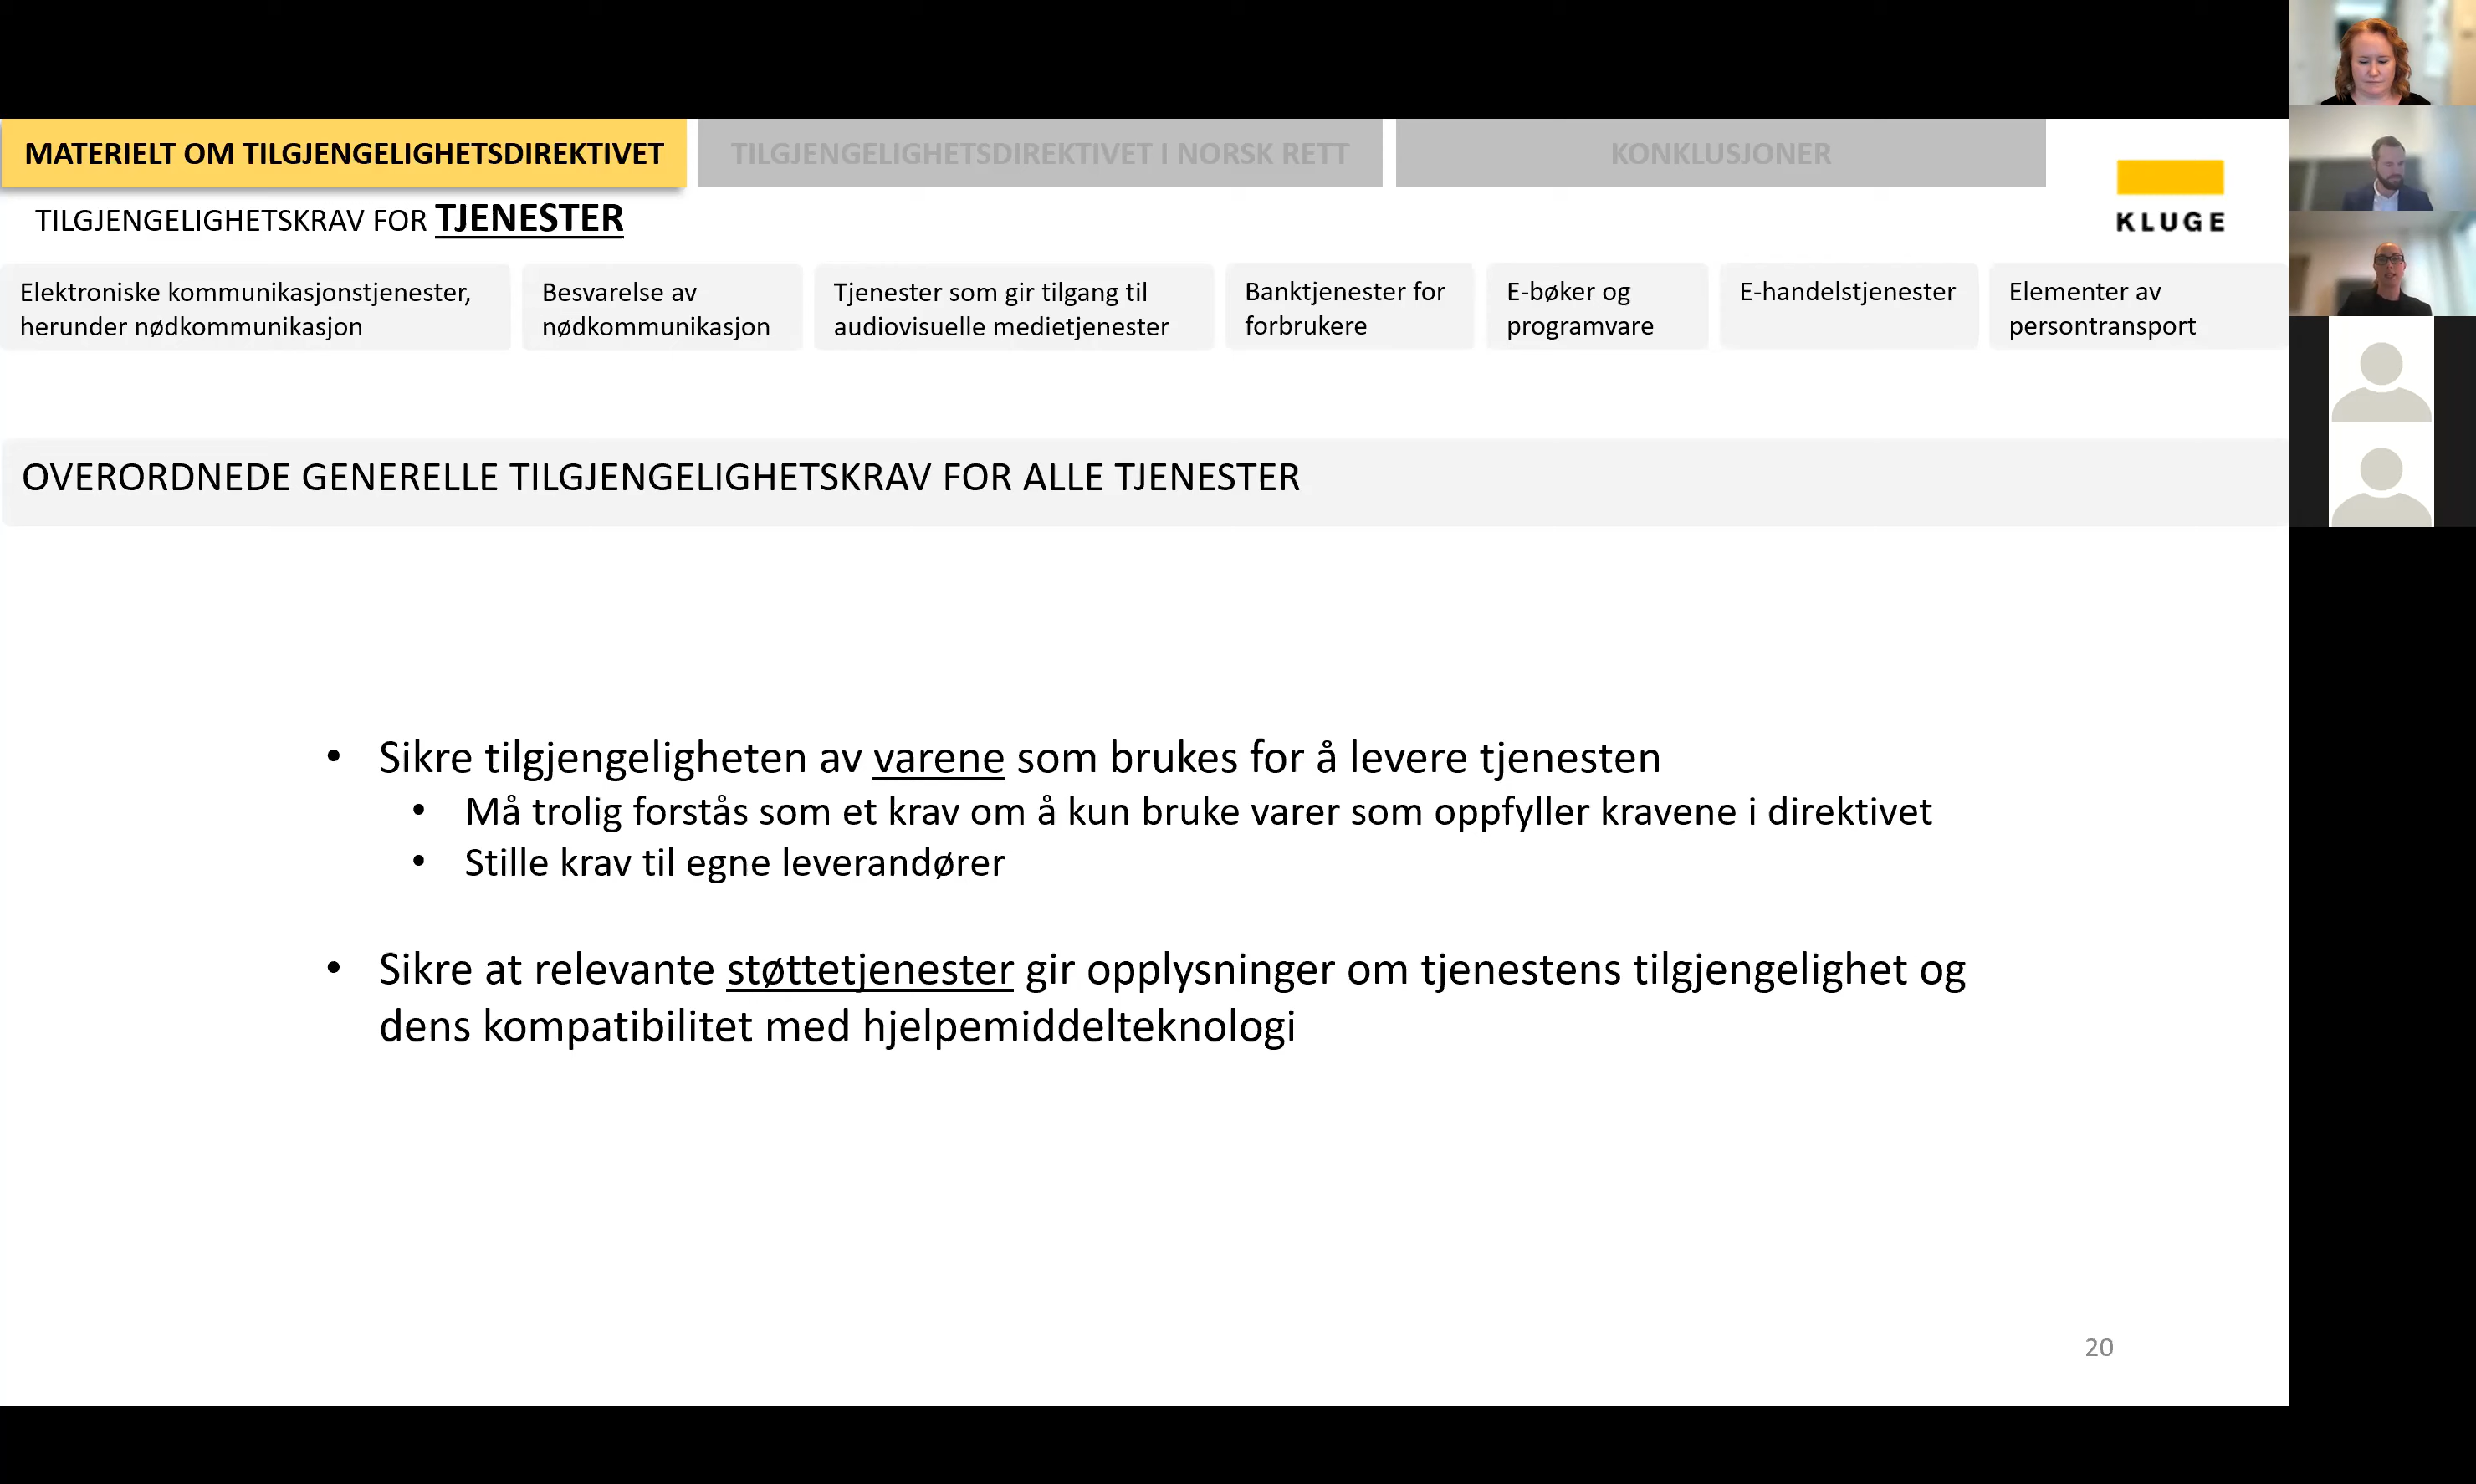 MATERIELT OM TILGJENGELIGHETSDIREKTIVET
TILGJENGELIGHETSDIREKTIVET I NORSK RETT
KONKLUSJONER
KLUGE
TILGJENGELIGHETSKRAV FOR TJENESTER
Elektroniske kommunikasjonstjenester,
herunder nødkommunikasjon
Besvarelse av
nødkommunikasjon
Tjenester som gir tilgang til
audiovisuelle medietjenester
Banktjenester for
forbrukere
E-bøker og
programvare
E-handelstjenester
Elementer av
persontransport
OVERORDNEDE GENERELLE TILGJENGELIGHETSKRAV FOR ALLE TJENESTER
• Sikre tilgjengeligheten av varene som brukes for å levere tjenesten
• Må trolig forstås som et krav om å kun bruke varer som oppfyller kravene i direktivet
• Stille krav til egne leverandører
• Sikre at relevante støttetjenester gir opplysninger om tjenestens tilgjengelighet og
dens kompatibilitet med hjelpemiddelteknologi
20